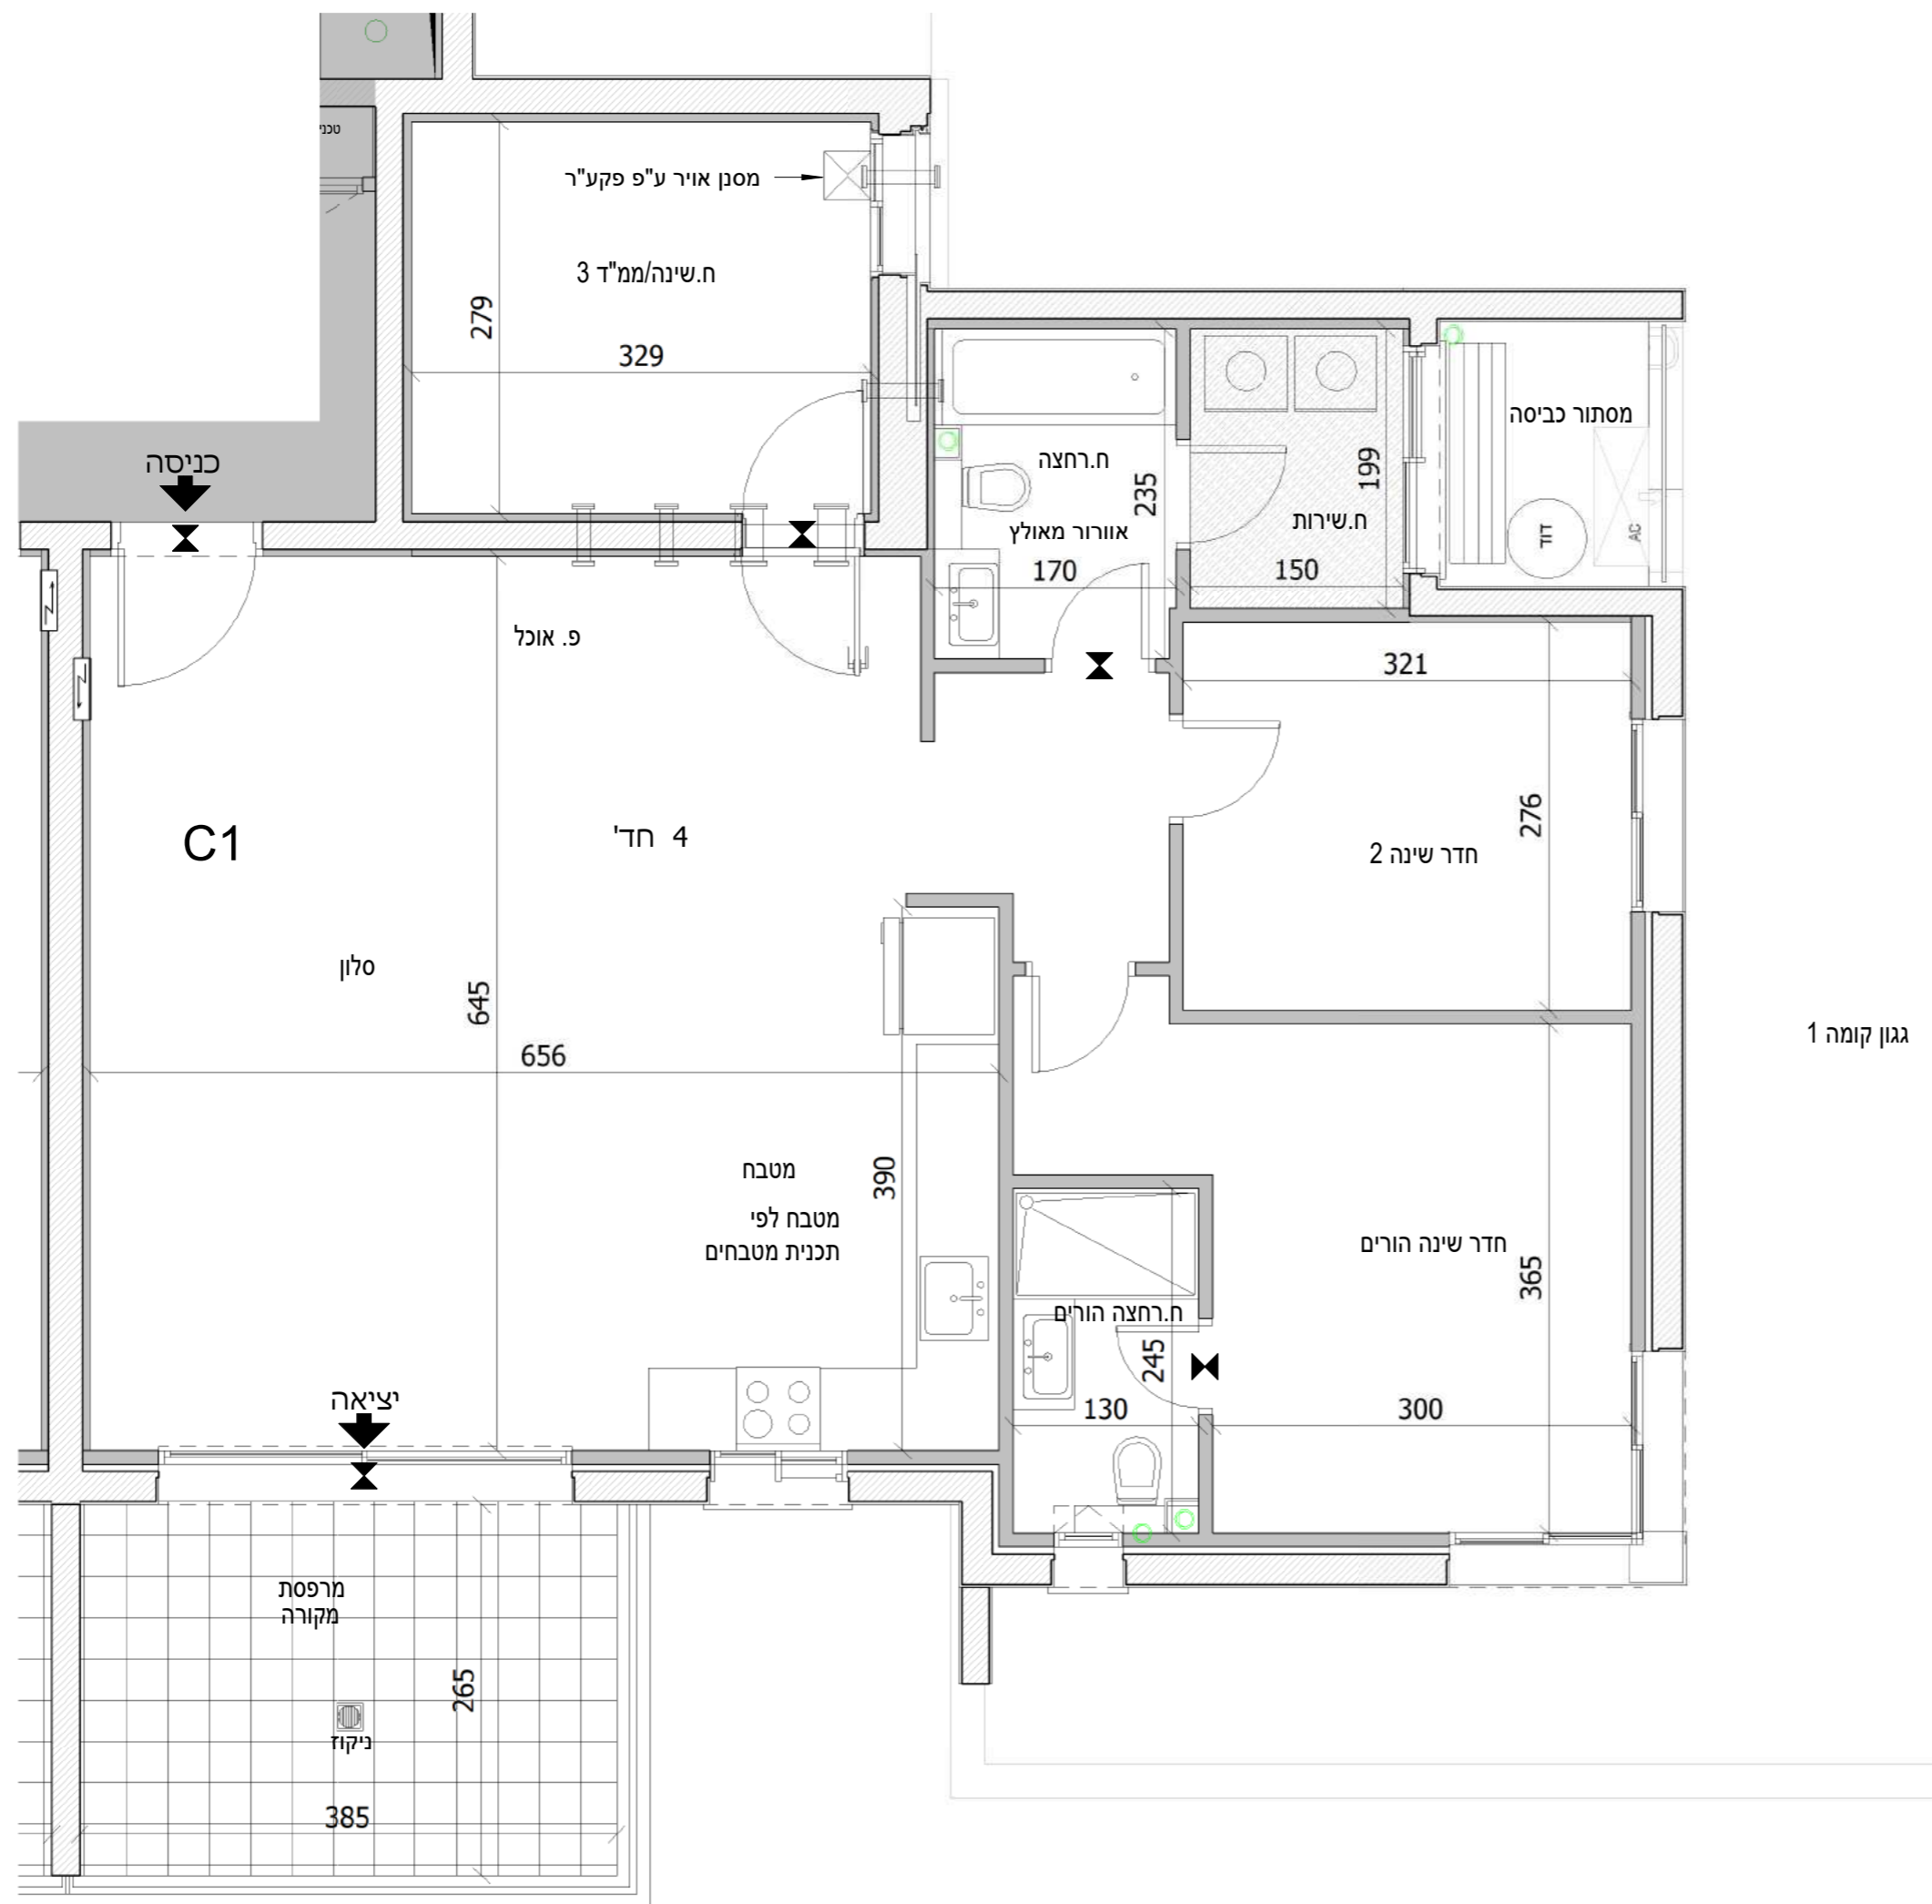 טכני
מסנן אויר ע"פ פקע"ר
ח.שינה/ממ"ד 3
279
329
כניסה
מסתור כביסה
ח.רחצה
235
199
ח.שירות
אוורור מאולץ
דוד
AC
170
150
פ. אוכל
321
C1
4 חד'
276
חדר שינה 2
סלון
645
גגון קומה 1
656
מטבח
390
מטבח לפי
תכנית מטבחים
חדר שינה הורים
365
ח.רחצה הורים
245
יציאה
130
300
מרפסת
מקורה
265
ניקוז
385